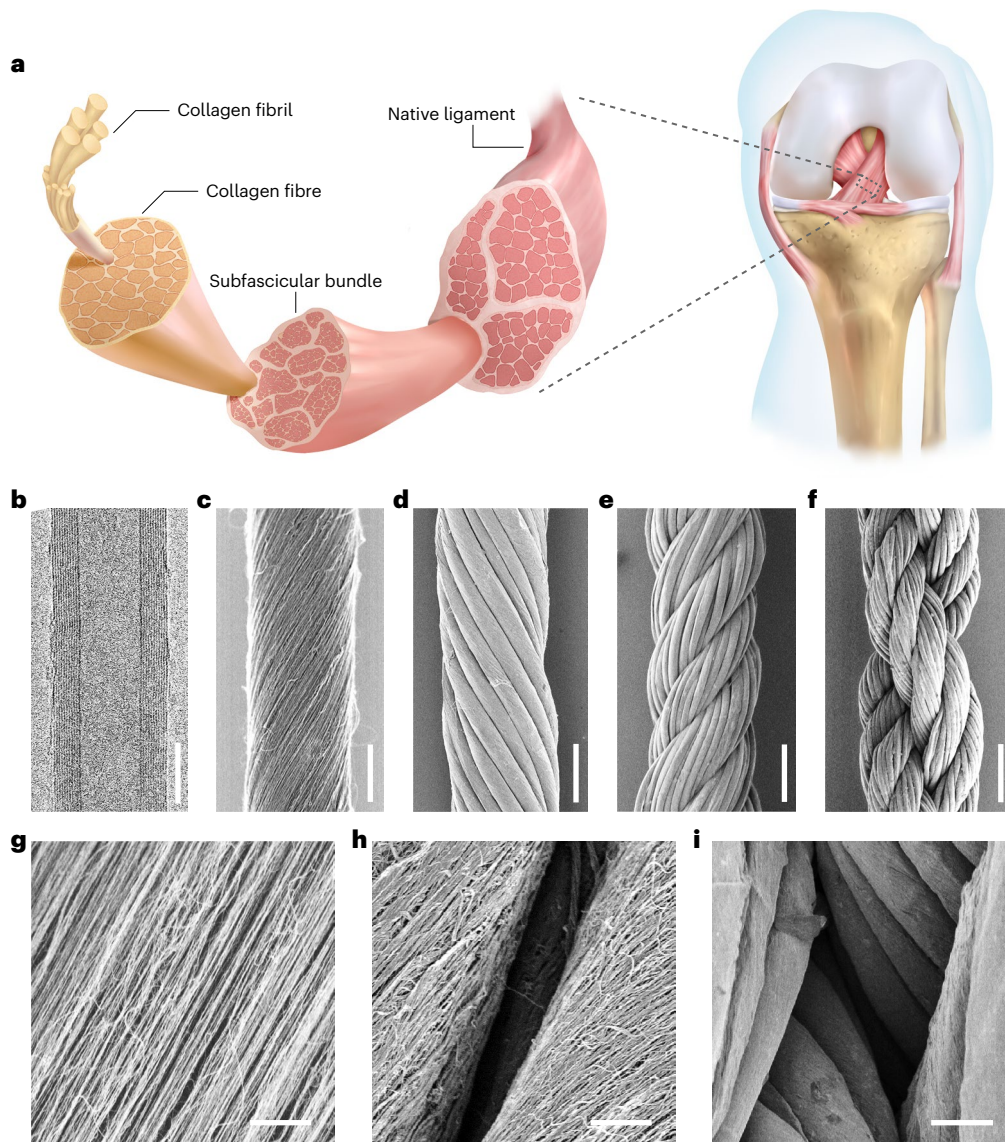 a
Collagen fibril
Native ligament
Collagen fibre
Subfascicular bundle
b
c
d
e
f
g
h
i